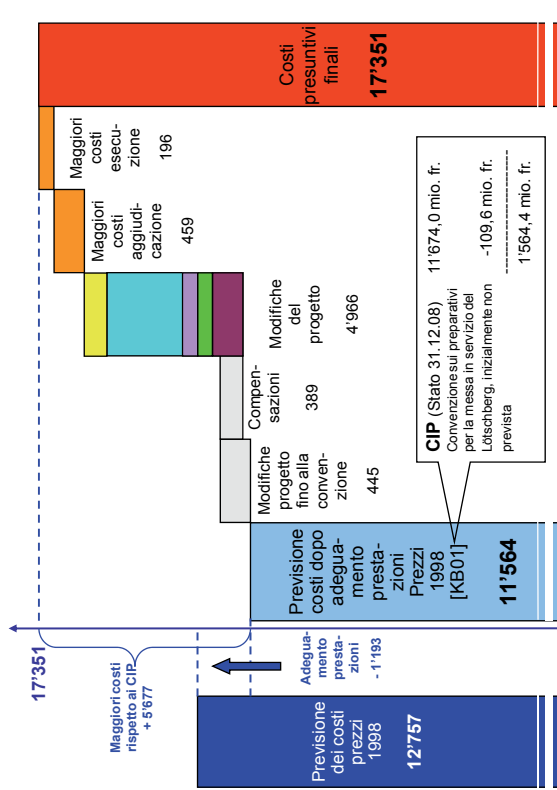 17’351
Maggiori costi
rispetto ai CIP
+ 5’677
Adegua-
mento
presta-
zioni
- 1’193
Previsione
dei costi
prezzi
1998
12’757
Previsione
costi dopo
adegua-
mento
presta-
zioni
Prezzi
1998
[KB01]
11’564
Modifiche
progetto
fino alla
conven-
zione
445
Compen-
sazioni
389
Modifiche
del
progetto
4’966
Maggiori
costi
aggiudi-
cazione
459
Maggiori
costi
esecu-
zione
196
Costi
presuntivi
finali
17’351
CIP (Stato 31.12.08) 11’674,0 mio. fr.
Convenzione sui preparativi
per la messa in servizio del
Lötschberg, inizialmente non -109,6 mio. fr.
prevista
---------------------
1’564,4 mio. fr.